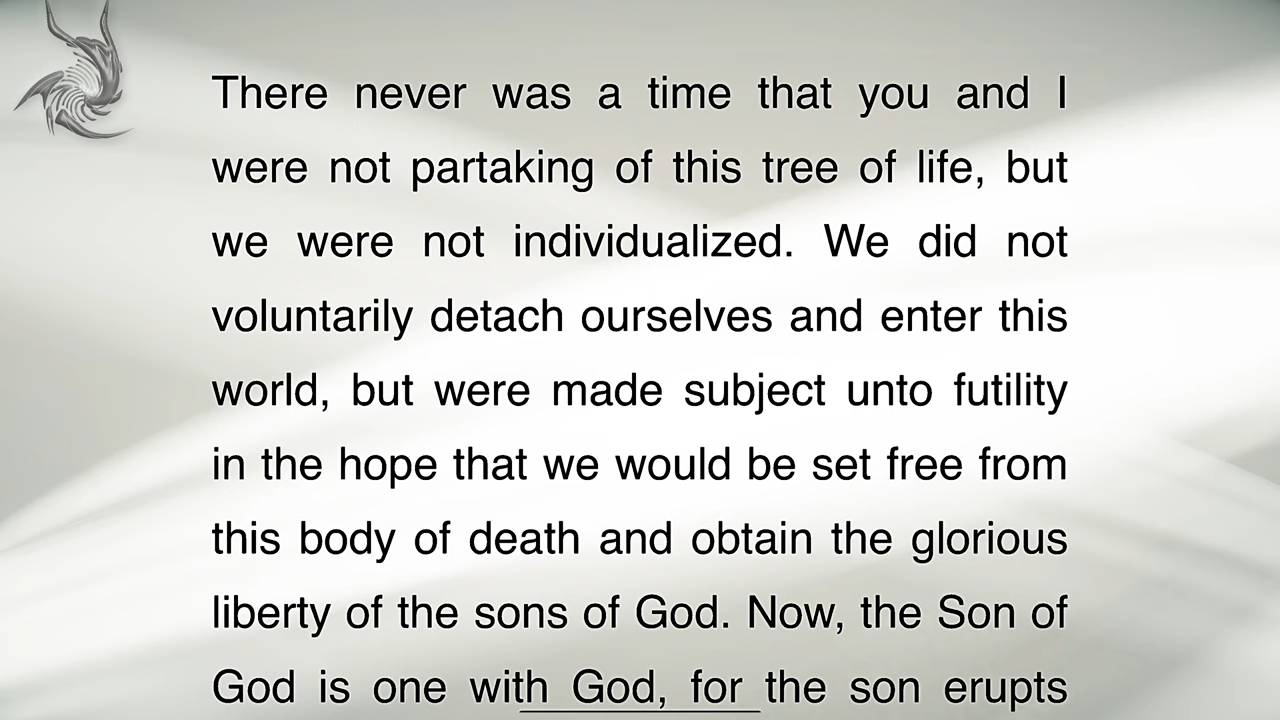 There never was a time that you and I
were not partaking of this tree of life, but
we were not individualized. We did not
voluntarily detach ourselves and enter this
world, but were made subject unto futility
in the hope that we would be set free from
this body of death and obtain the glorious
liberty of the sons of God. Now, the Son of
God is one with God, for the son erupts